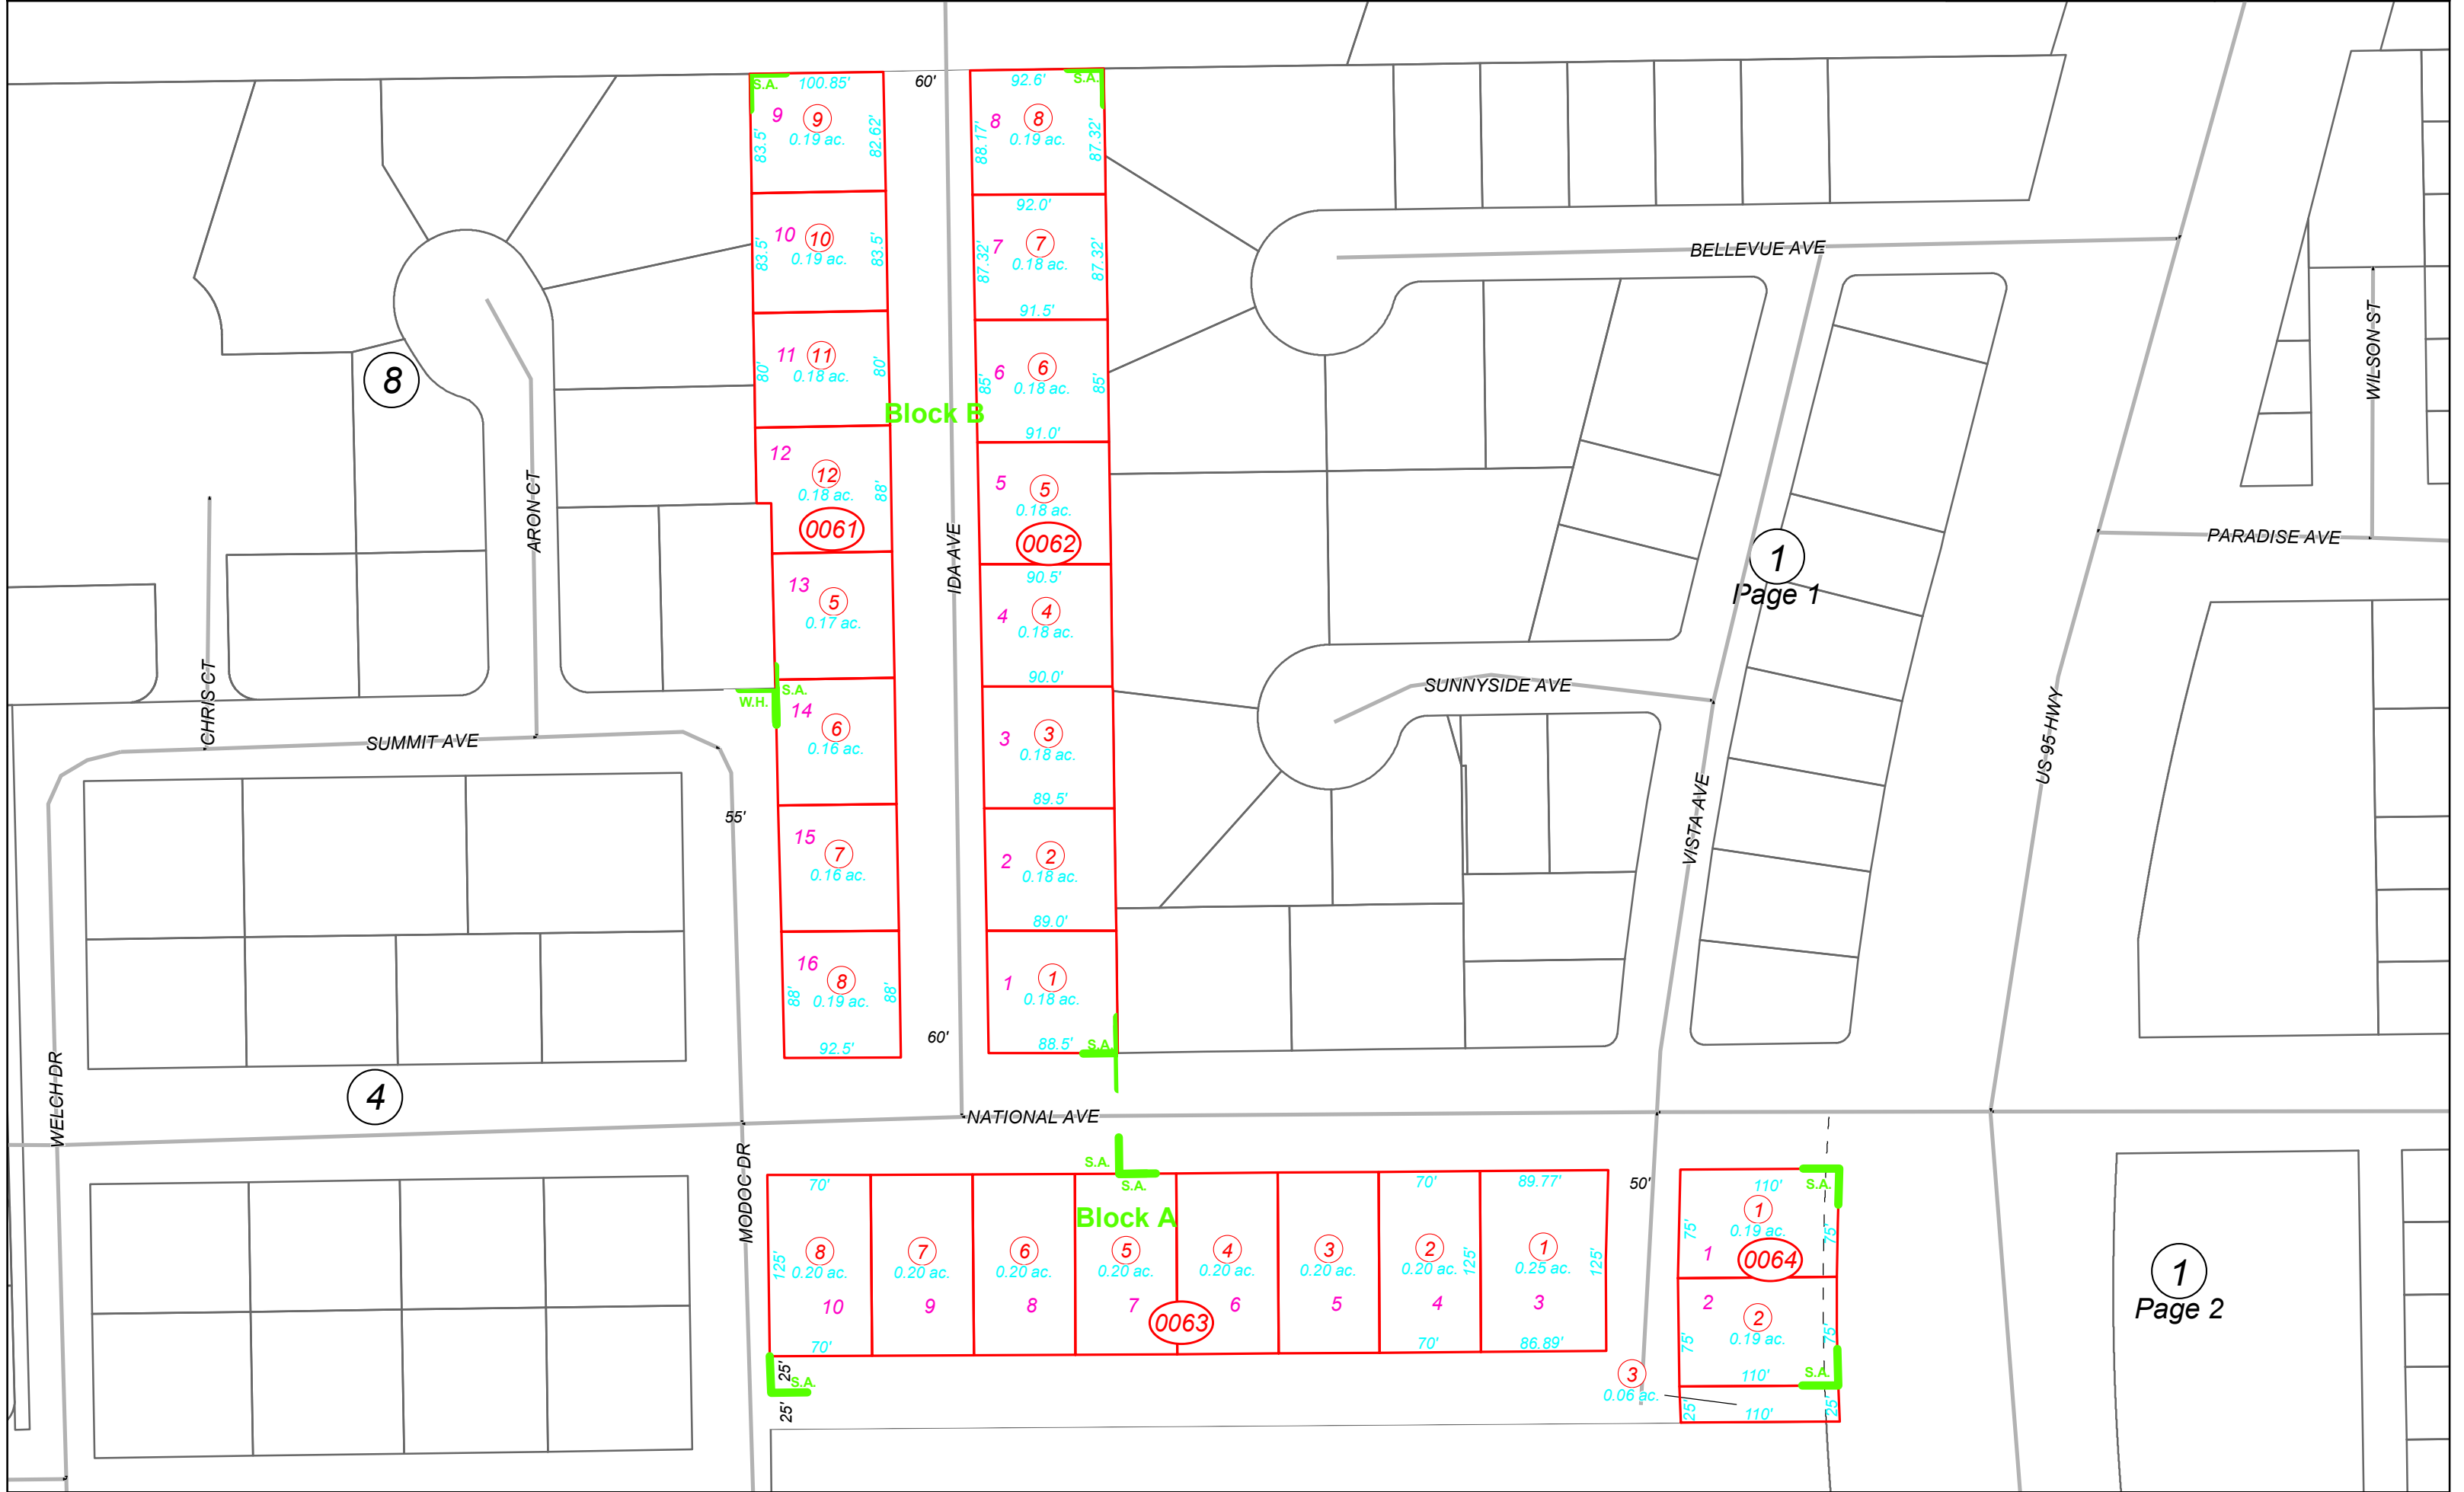 S.A.
100.85'
9
9
0.19 ac.
83.5'
82.62'
60'
92.6'
S.A.
8
8
0.19 ac.
88.17'
87.32'
10
10
0.19 ac.
83.5'
83.5'
92.0'
7
7
0.18 ac.
87.32'
87.32'
91.5'
BELLEVUE AVE
11
11
0.18 ac.
80'
80'
6
6
0.18 ac.
85'
85'
91.0'
8
Block B
WILSON ST
12
12
0.18 ac.
88'
0061
5
5
0.18 ac.
0062
ARON CT
IDA AVE
1
Page 1
PARADISE AVE
13
5
0.17 ac.
90.5'
4
4
0.18 ac.
90.0'
CHRIS CT
SUMMIT AVE
W.H.
S.A.
14
6
0.16 ac.
3
3
0.18 ac.
89.5'
SUNNYSIDE AVE
US 95 HWY
VISTA AVE
55'
15
7
0.16 ac.
2
2
0.18 ac.
89.0'
16
8
0.19 ac.
88'
88'
92.5'
60'
1
1
0.18 ac.
88.5'
S.A.
WELCH DR
4
NATIONAL AVE
MODOC DR
S.A.
S.A.
Block A
70'
70'
89.77'
50'
110'
S.A.
8
0.20 ac.
125'
10
70'
7
0.20 ac.
9
6
0.20 ac.
8
5
0.20 ac.
7
4
0.20 ac.
6
3
0.20 ac.
5
2
0.20 ac.
125'
4
70'
1
0.25 ac.
125'
3
86.89'
0063
1
0.19 ac.
75'
75'
1
0064
2
2
0.19 ac.
75'
75'
110'
S.A.
1
Page 2
25'
S.A.
25'
3
0.06 ac.
25'
110'
25'